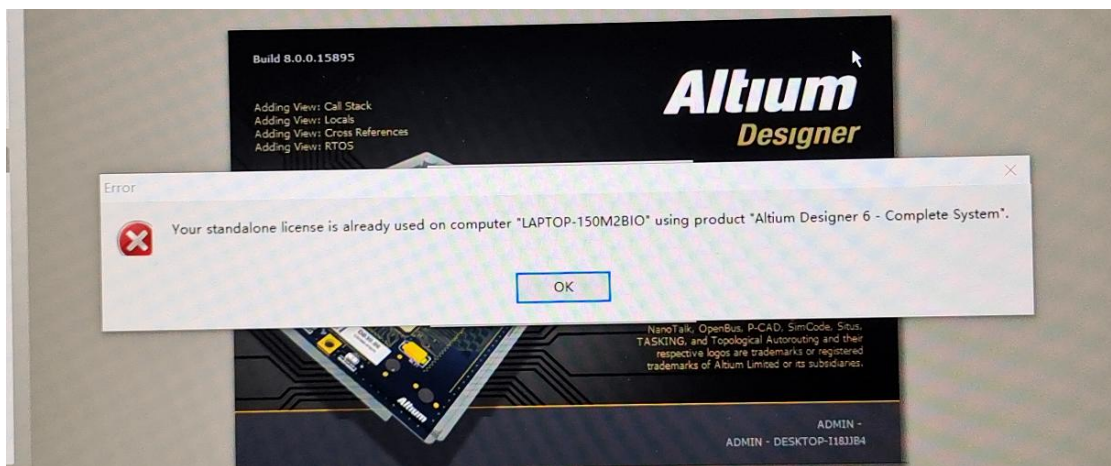 Build 8.0.0.15895
Adding View: Call Stack
Adding View: Locals
Adding View: Cross References
Adding View: RTOS
Altium
Designer
Error
Your standalone license is already used on computer "LAPTOP-150M2BIO" using product "Altium Designer 6 - Complete System".
OK
NanoTalk, OpenBus, P-CAD, SimCode, Situs,
TASKING, and Topological Autorouting and their
respective logos are trademarks or registered
trademarks of Altium Limited or its subsidiaries.
Altium
ADMIN -
ADMIN - DESKTOP-I18JJB4